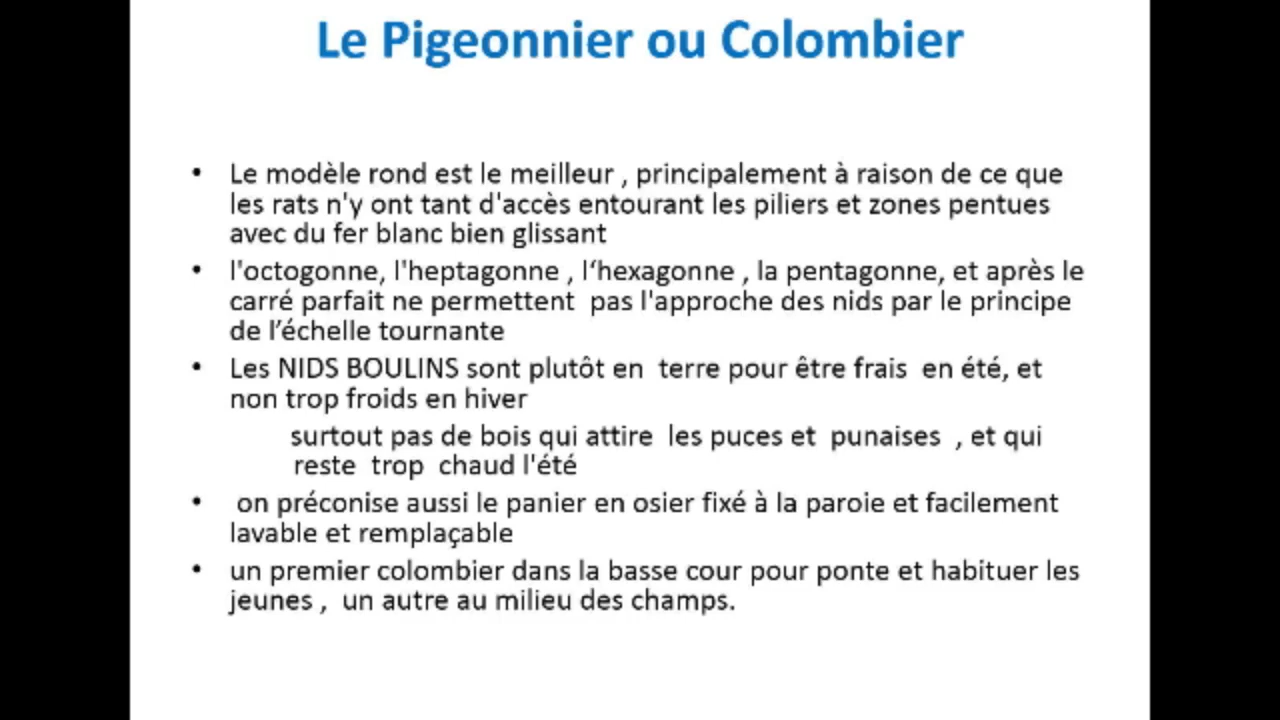 Le Pigeonnier ou Colombier
• Le modèle rond est le meilleur , principalement à raison de ce que
les rats n'y ont tant d'accès entourant les piliers et zones pentues
avec du fer blanc bien glissant
• l'octogonne, l'heptagonne , l‘hexagonne , la pentagonne, et après le
carré parfait ne permettent  pas l'approche des nids par le principe
de l’échelle tournante
• Les NIDS BOULINS sont plutôt en  terre pour être frais  en été, et
non trop froids en hiver
surtout pas de bois qui attire  les puces et  punaises  , et qui
reste  trop  chaud l'été
•  on préconise aussi le panier en osier fixé à la paroie et facilement
lavable et remplaçable
• un premier colombier dans la basse cour pour ponte et habituer les
jeunes ,  un autre au milieu des champs.